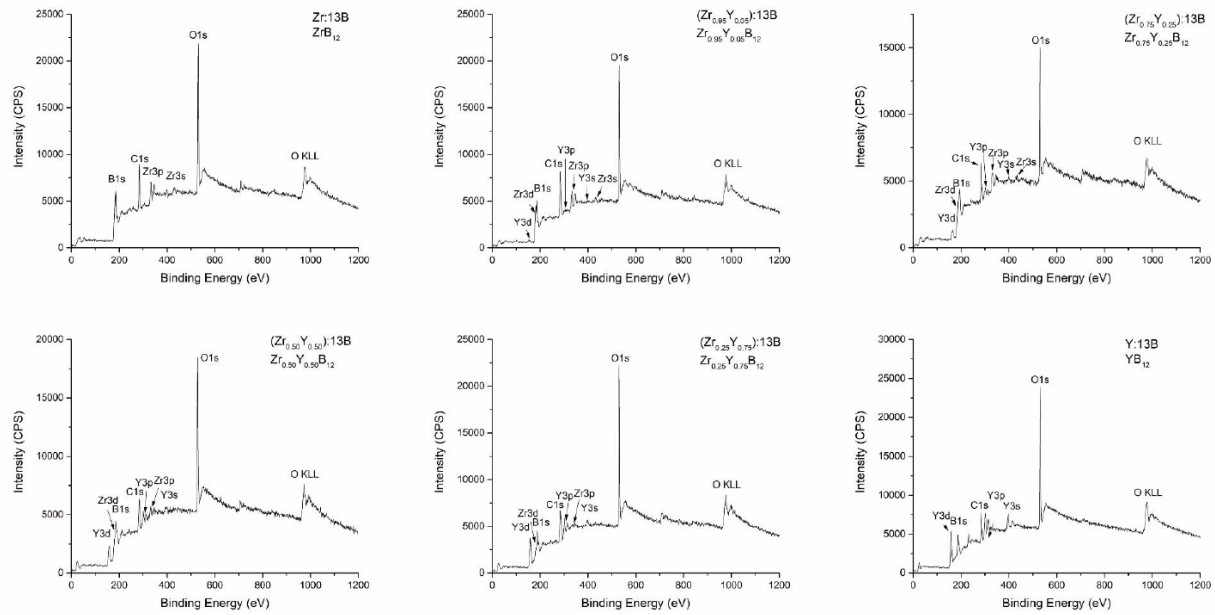 Zr:13B
ZrB12
O1s
C1s
Zr3p
B1s
Zr3s
O KLL
25000
20000
15000
10000
5000
0
Intensity (CPS)
0 200 400 600 800 1000 1200
Binding Energy (eV)
(Zr0.95Y0.05):13B
Zr0.95Y0.05B12
O1s
Y3p
C1s
Zr3p
Zr3d
B1s
Y3s
Zr3s
Y3d
O KLL
25000
20000
15000
10000
5000
0
Intensity (CPS)
0 200 400 600 800 1000 1200
Binding Energy (eV)
(Zr0.75Y0.25):13B
Zr0.75Y0.25B12
O1s
Y3p
C1s
Zr3p
Y3s
Zr3s
Zr3d
B1s
Y3d
O KLL
15000
10000
5000
0
Intensity (CPS)
0 200 400 600 800 1000 1200
Binding Energy (eV)
(Zr0.50Y0.50):13B
Zr0.50Y0.50B12
O1s
Y3p
Zr3p
Zr3d
C1s
Y3s
B1s
Y3d
O KLL
20000
15000
10000
5000
0
Intensity (CPS)
0 200 400 600 800 1000 1200
Binding Energy (eV)
(Zr0.25Y0.75):13B
Zr0.25Y0.75B12
O1s
Y3p
Zr3p
C1s
Zr3d
Y3s
Y3d
B1s
O KLL
25000
20000
15000
10000
5000
0
Intensity (CPS)
0 200 400 600 800 1000 1200
Binding Energy (eV)
Y:13B
YB12
O1s
Y3p
C1s
Y3s
Y3d
B1s
O KLL
30000
25000
20000
15000
10000
5000
0
Intensity (CPS)
0 200 400 600 800 1000 1200
Binding Energy (eV)